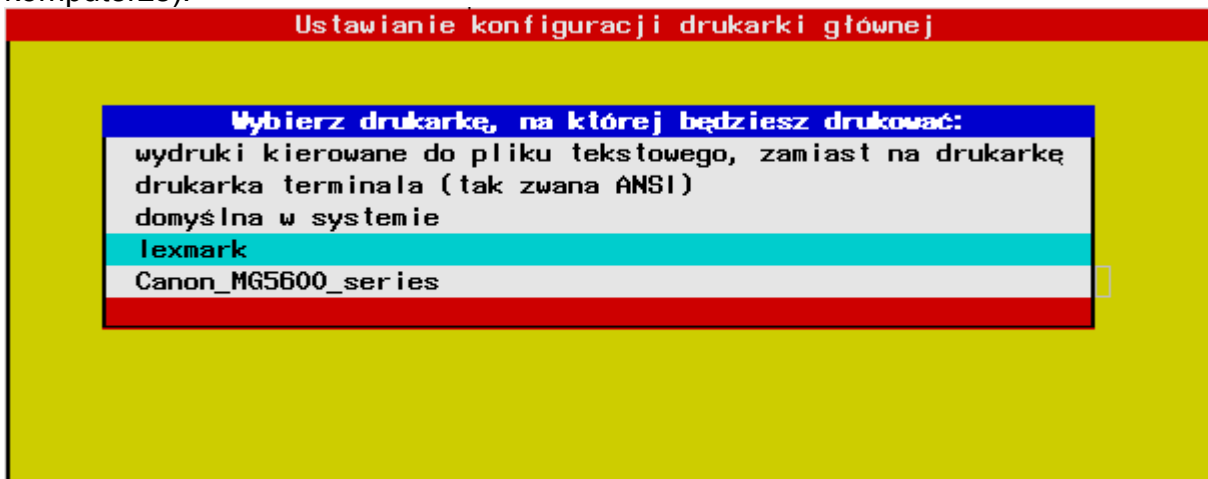 komputerze).
Ustawianie konfiguracji drukarki głównej
Wybierz drukarkę, na której będziesz drukować:
wydruki kierowane do pliku tekstowego, zamiast na drukarkę
drukarka terminala (tak zwana ANSI)
domyślna w systemie
lexmark
Canon_MG5600_series